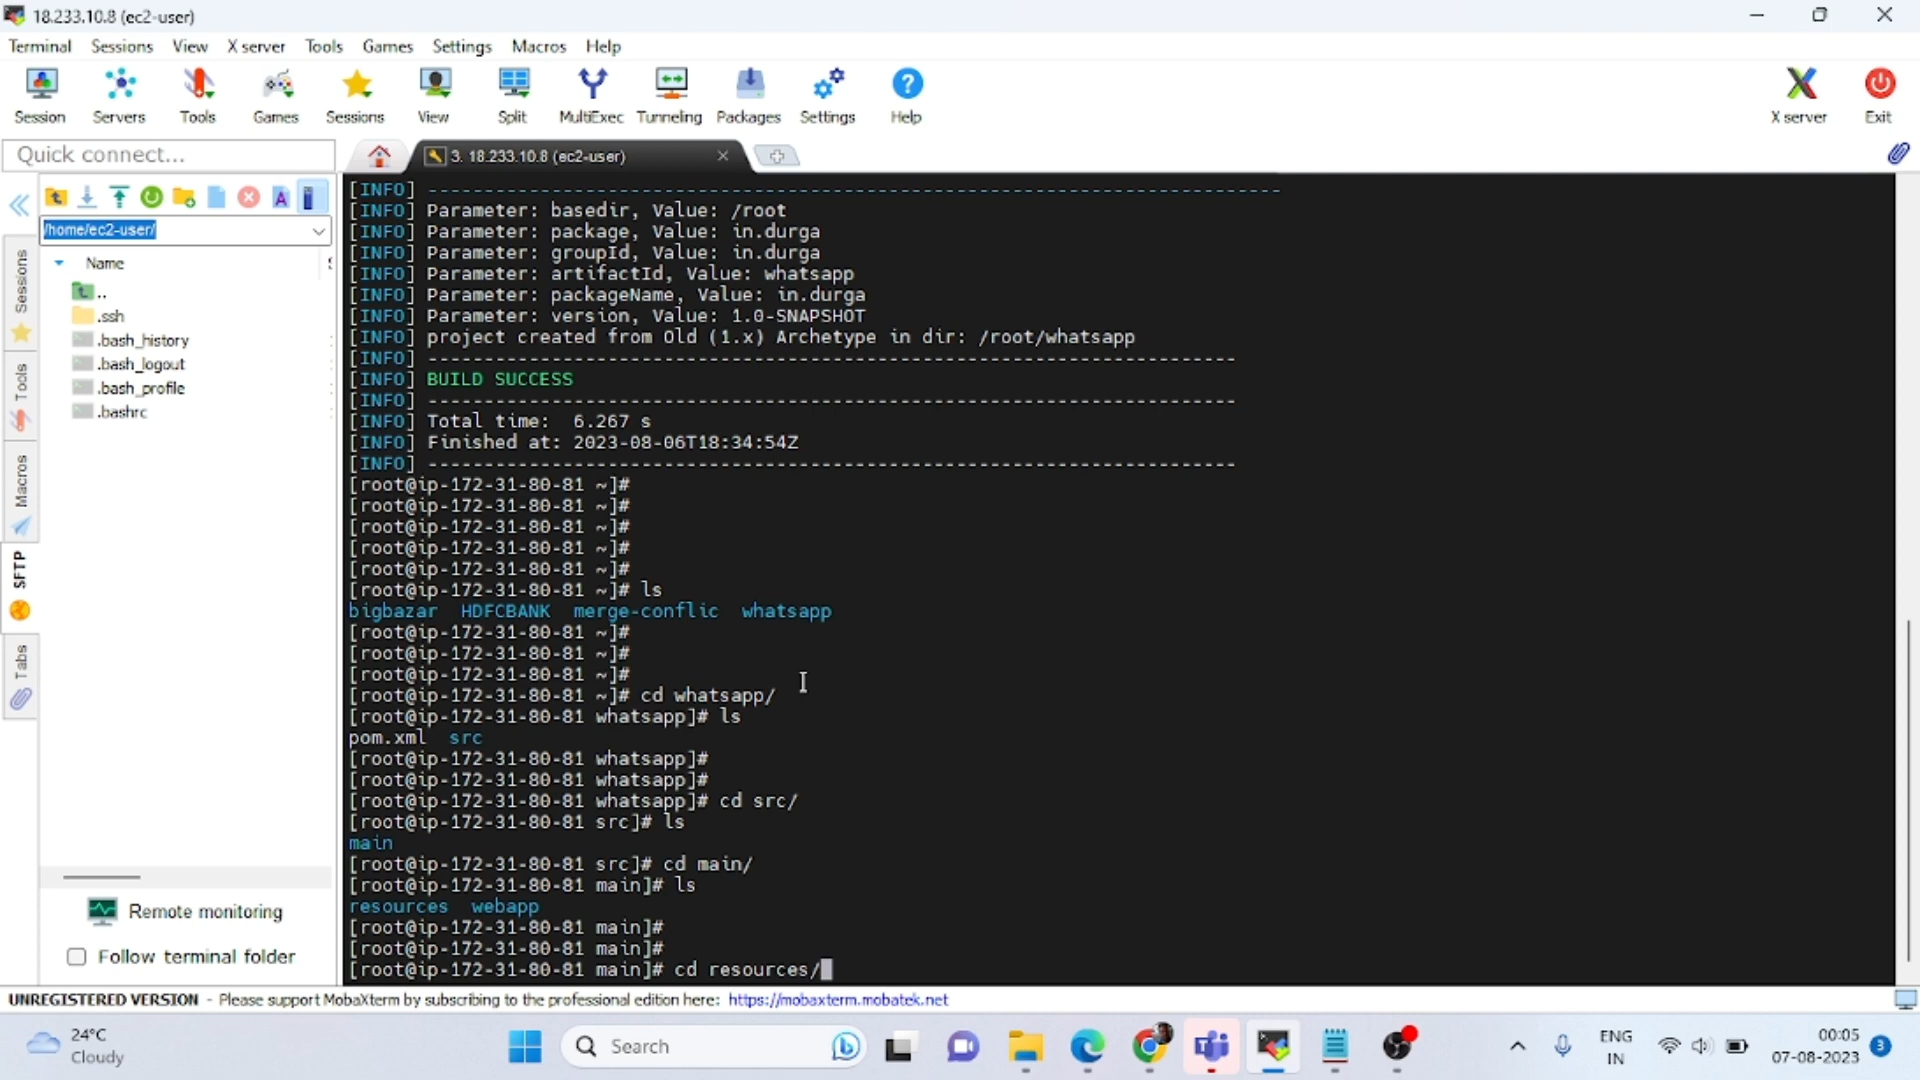 18.233.10.8 (ec2-user)
Terminal Sessions View X server Tools Games Settings Macros Help
Session Servers Tools Games Sessions View Split MultiExec Tunneling Packages Settings Help X server Exit
Quick connect...
3. 18.233.10.8 (ec2-user)
/home/ec2-user/
Name
..
.ssh
.bash_history
.bash_logout
.bash_profile
.bashrc
Sessions
Tools
Macros
SFTP
Tabs
Remote monitoring
Follow terminal folder
[INFO] ----------------------------------------------------------------------------
[INFO] Parameter: basedir, Value: /root
[INFO] Parameter: package, Value: in.durga
[INFO] Parameter: groupId, Value: in.durga
[INFO] Parameter: artifactId, Value: whatsapp
[INFO] Parameter: packageName, Value: in.durga
[INFO] Parameter: version, Value: 1.0-SNAPSHOT
[INFO] project created from Old (1.x) Archetype in dir: /root/whatsapp
[INFO] ------------------------------------------------------------------------
[INFO] BUILD SUCCESS
[INFO] ------------------------------------------------------------------------
[INFO] Total time:  6.267 s
[INFO] Finished at: 2023-08-06T18:34:54Z
[INFO] ------------------------------------------------------------------------
[root@ip-172-31-80-81 ~]#
[root@ip-172-31-80-81 ~]#
[root@ip-172-31-80-81 ~]#
[root@ip-172-31-80-81 ~]#
[root@ip-172-31-80-81 ~]#
[root@ip-172-31-80-81 ~]# ls
bigbazar  HDFCBANK  merge-conflic  whatsapp
[root@ip-172-31-80-81 ~]#
[root@ip-172-31-80-81 ~]#
[root@ip-172-31-80-81 ~]#
[root@ip-172-31-80-81 ~]# cd whatsapp/
[root@ip-172-31-80-81 whatsapp]# ls
pom.xml  src
[root@ip-172-31-80-81 whatsapp]#
[root@ip-172-31-80-81 whatsapp]#
[root@ip-172-31-80-81 whatsapp]# cd src/
[root@ip-172-31-80-81 src]# ls
main
[root@ip-172-31-80-81 src]# cd main/
[root@ip-172-31-80-81 main]# ls
resources  webapp
[root@ip-172-31-80-81 main]#
[root@ip-172-31-80-81 main]#
[root@ip-172-31-80-81 main]# cd resources/
UNREGISTERED VERSION - Please support MobaXterm by subscribing to the professional edition here: https://mobaxterm.mobatek.net
24°C
Cloudy
Search
ENG
IN
00:05
07-08-2023
3